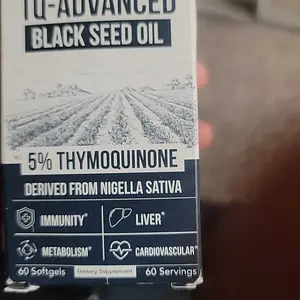 TQ-ADVANCED
BLACK SEED OIL
5% THYMOQUINONE
DERIVED FROM NIGELLA SATIVA
IMMUNITY*
LIVER*
METABOLISM*
CARDIOVASCULAR*
60 Softgels
Dietary Supplement
60 Servings